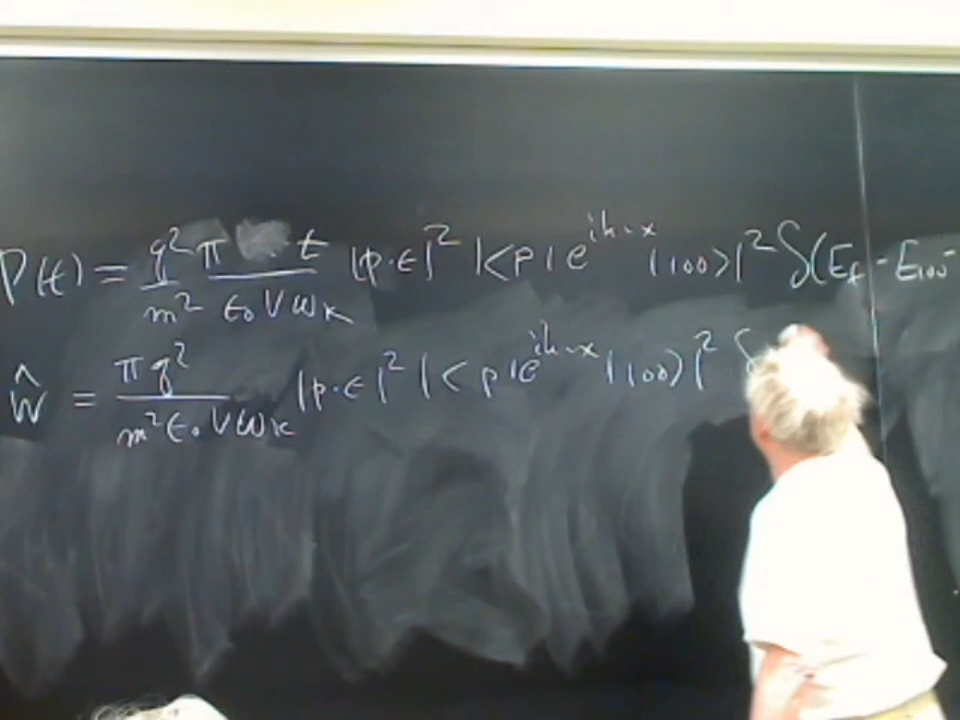 P(t) = q² π t / m² ϵ₀ V ω_k |p·ϵ|² |<p|e^{ik·x}|100>|² δ(E_f - E₁₀₀ -
Ŵ = π q² / m² ϵ₀ V ω_k |p·ϵ|² |<p|e^{ik·x}|100>|² δ